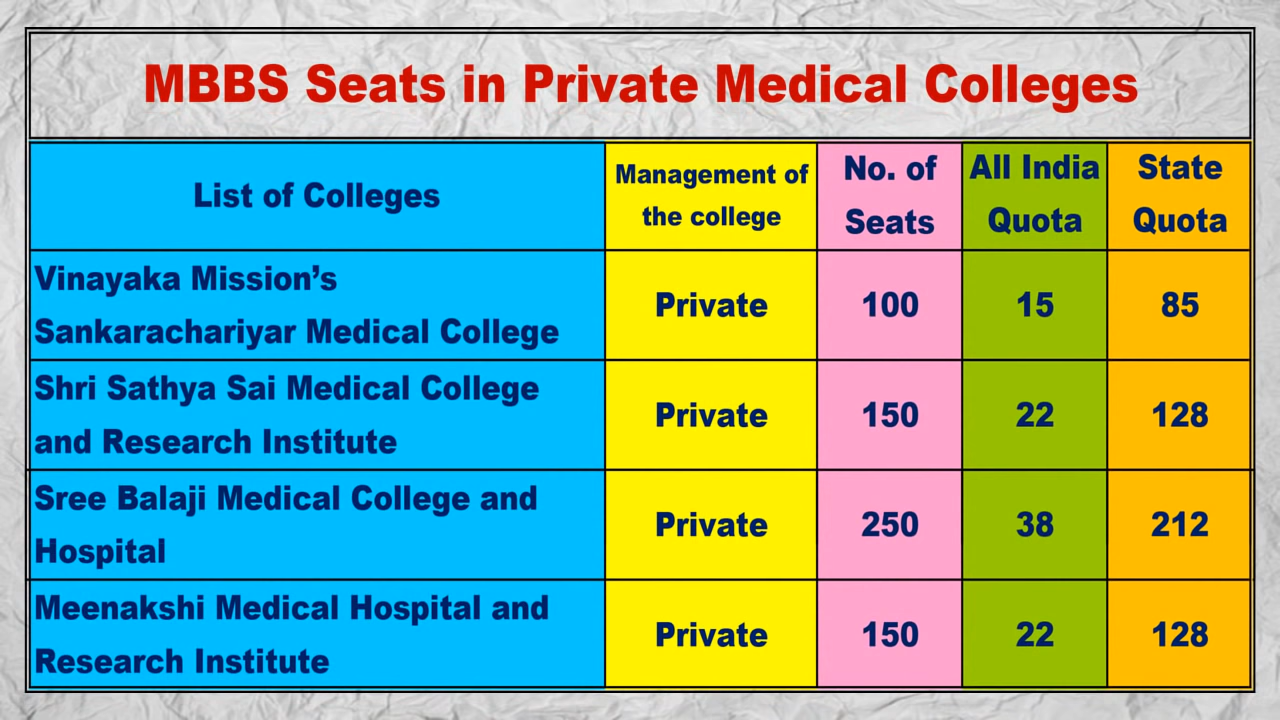 MBBS Seats in Private Medical Colleges
List of Colleges
Management of
the college
No. of
Seats
All India
Quota
State
Quota
Vinayaka Mission’s
Sankarachariyar Medical College
Private
100
15
85
Shri Sathya Sai Medical College
and Research Institute
Private
150
22
128
Sree Balaji Medical College and
Hospital
Private
250
38
212
Meenakshi Medical Hospital and
Research Institute
Private
150
22
128